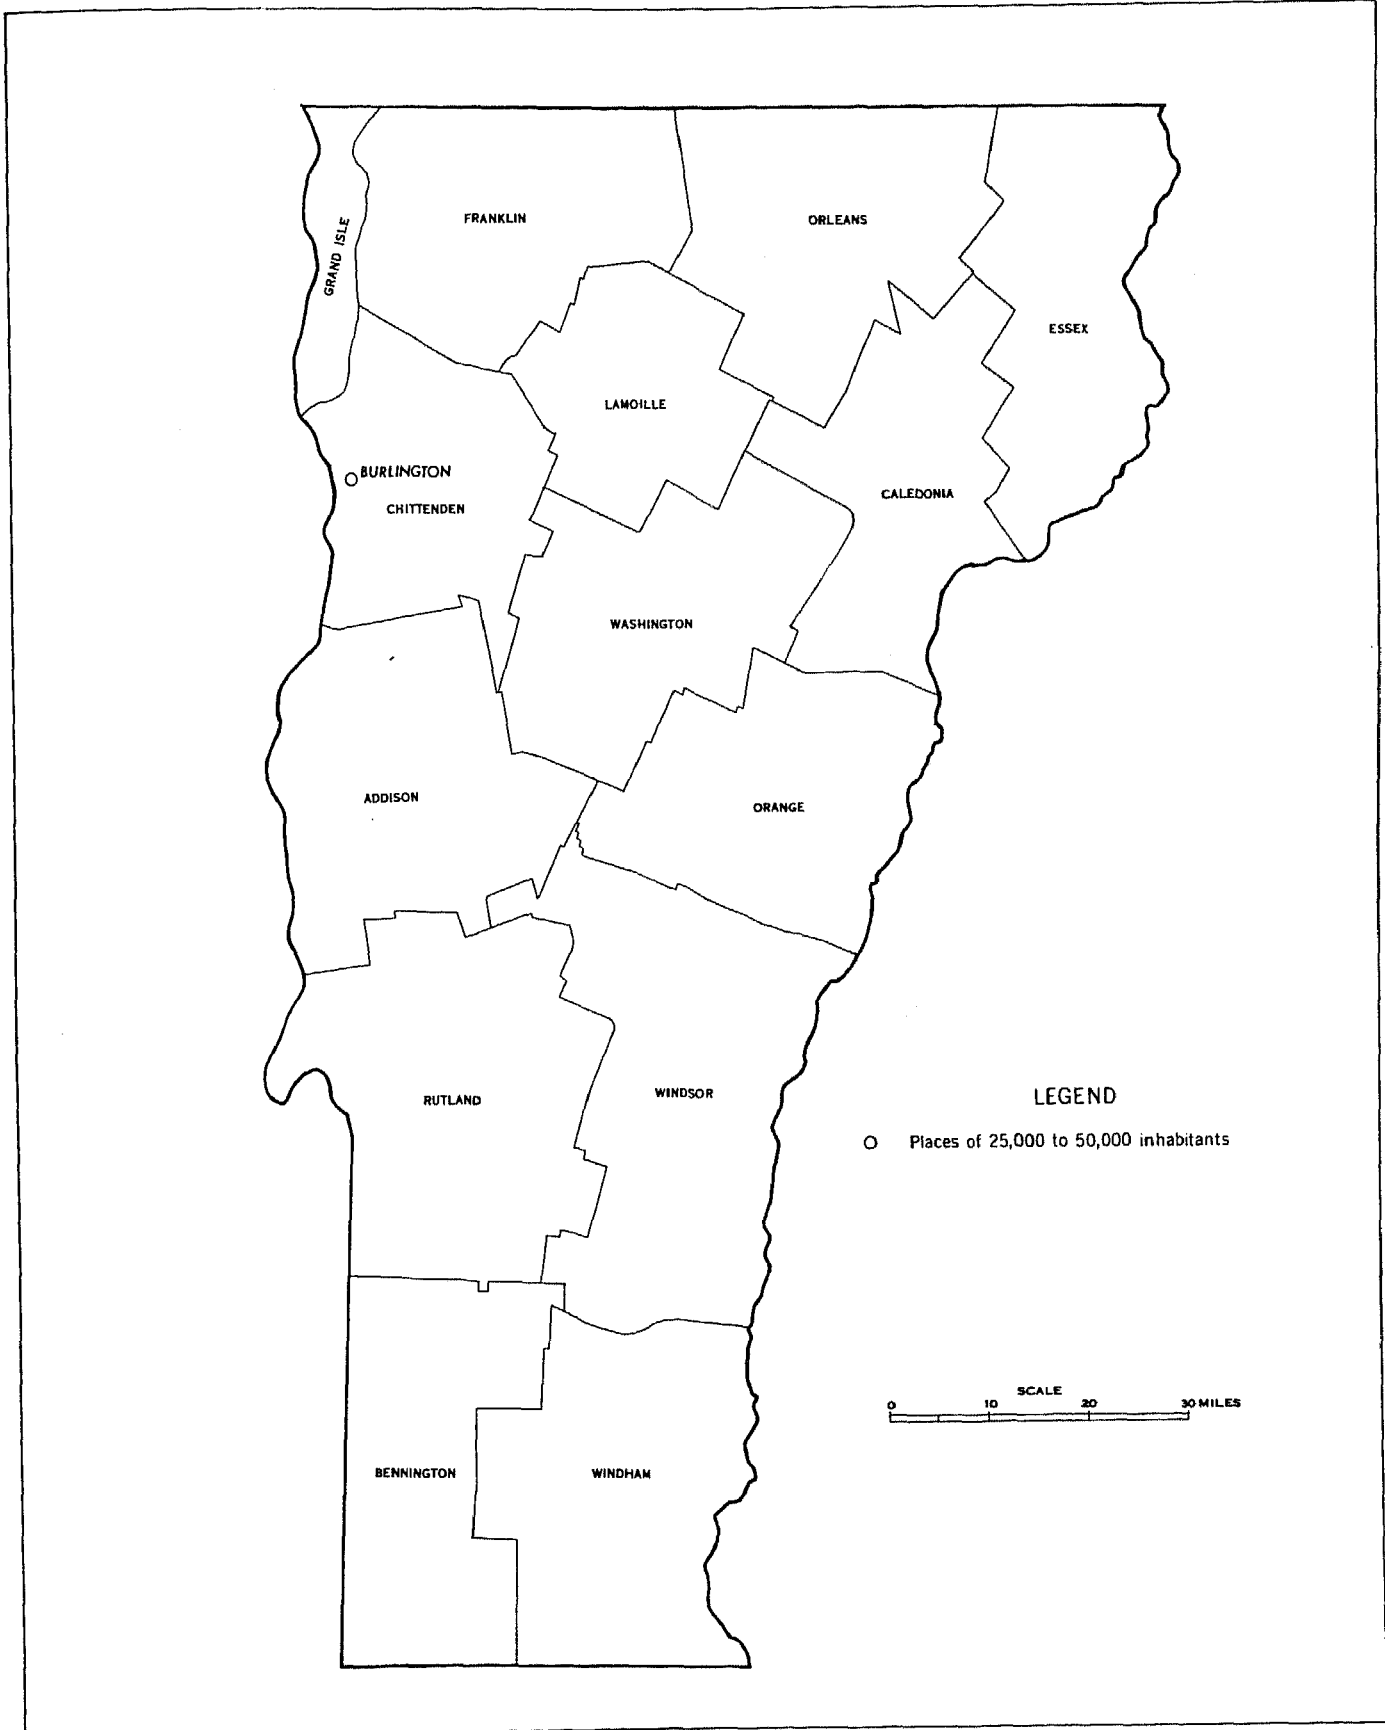 FRANKLIN
ORLEANS
GRAND ISLE
ESSEX
LAMOILLE
BURLINGTON
CALEDONIA
CHITTENDEN
WASHINGTON
ADDISON
ORANGE
RUTLAND
WINDSOR
LEGEND
Places of 25,000 to 50,000 inhabitants
SCALE
0 10 20 30 MILES
BENNINGTON
WINDHAM